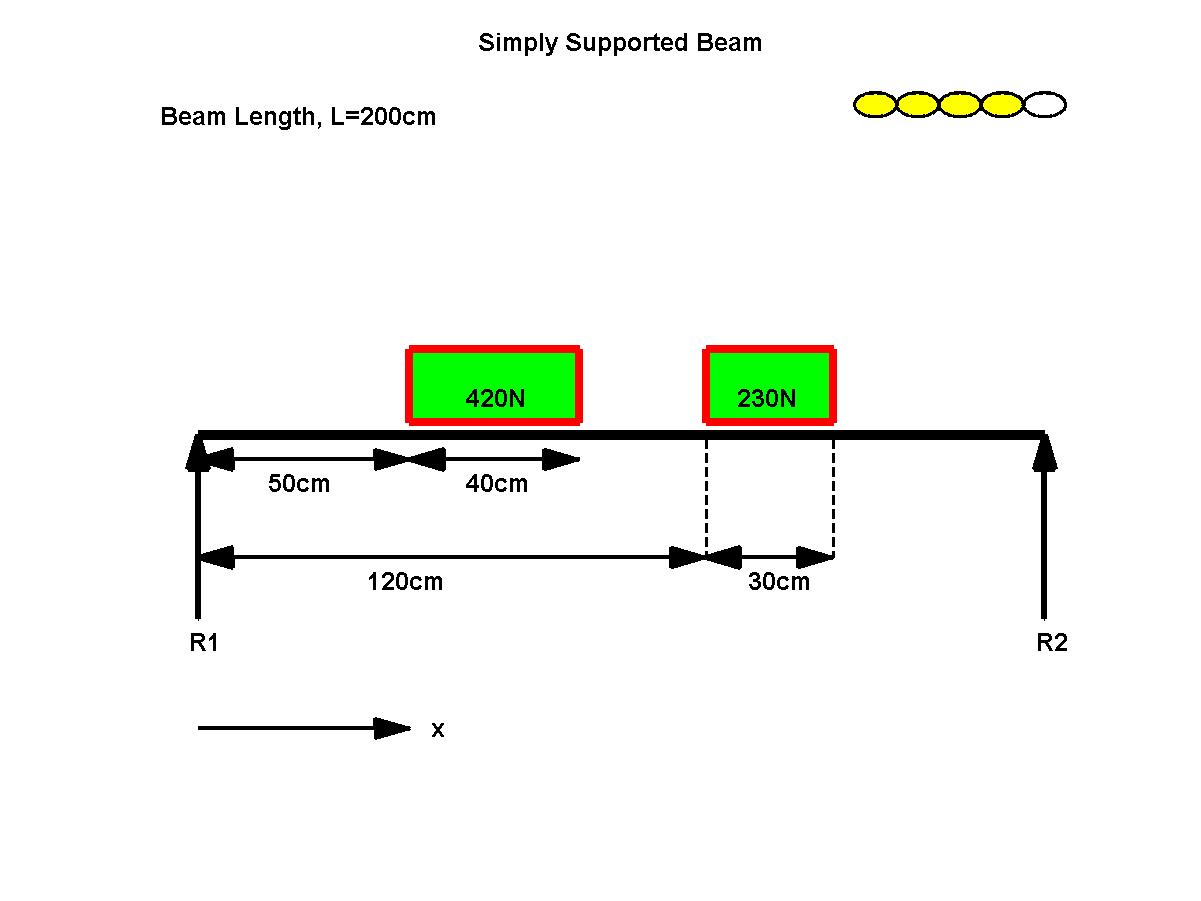 Simply Supported Beam
Beam Length, L=200cm
420N
230N
50cm
40cm
120cm
30cm
R1
R2
x